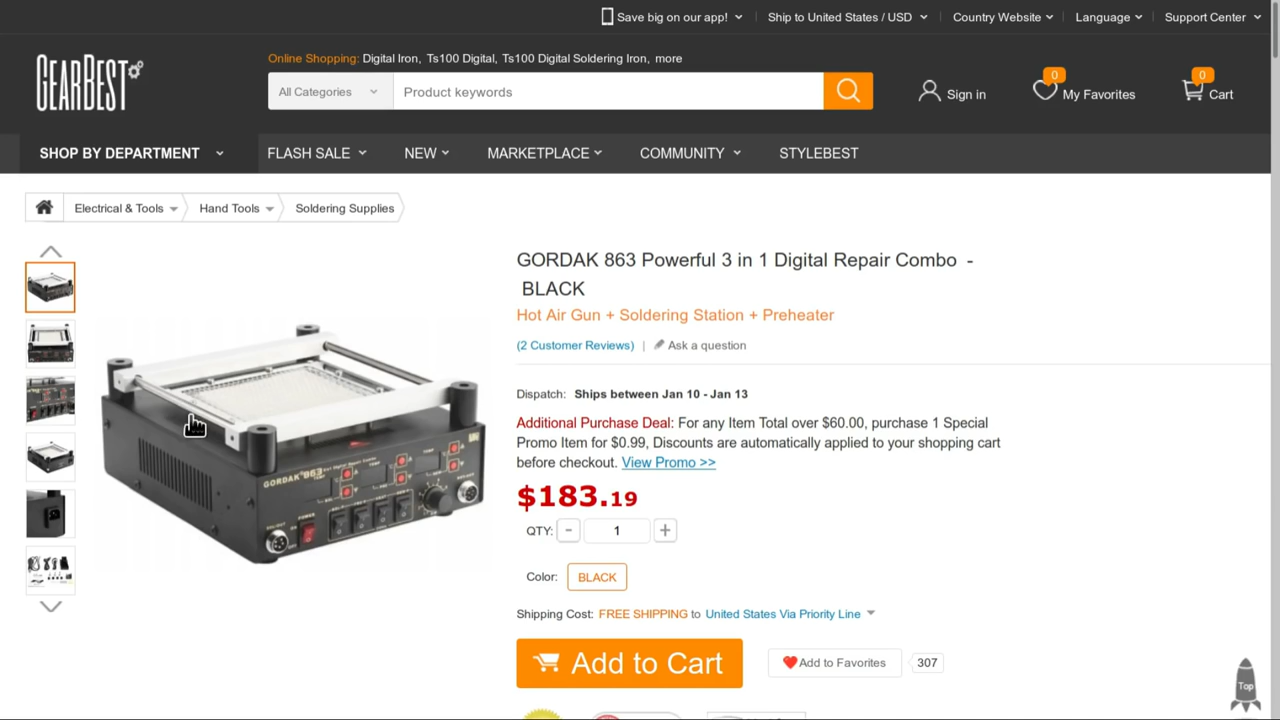 Save big on our app!
Ship to United States / USD
Country Website
Language
Support Center
GEARBEST
Online Shopping: Digital Iron, Ts100 Digital, Ts100 Digital Soldering Iron, more
All Categories
Product keywords
Sign in
0
My Favorites
0
Cart
SHOP BY DEPARTMENT
FLASH SALE
NEW
MARKETPLACE
COMMUNITY
STYLEBEST
Electrical & Tools
Hand Tools
Soldering Supplies
GORDAK 863 Powerful 3 in 1 Digital Repair Combo -
BLACK
Hot Air Gun + Soldering Station + Preheater
(2 Customer Reviews) | Ask a question
Dispatch: Ships between Jan 10 - Jan 13
Additional Purchase Deal: For any Item Total over $60.00, purchase 1 Special
Promo Item for $0.99, Discounts are automatically applied to your shopping cart
before checkout. View Promo >>
$183.19
QTY: - 1 +
Color: BLACK
Shipping Cost: FREE SHIPPING to United States Via Priority Line
Add to Cart
Add to Favorites
307
Top
GORDAK 863
POWER